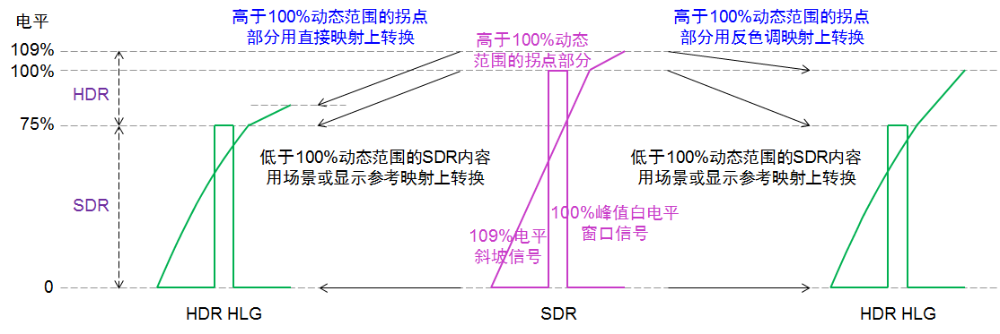 电平
109%
100%
HDR
75%
SDR
0
高于100%动态范围的拐点
部分用直接映射上转换
高于100%动态
范围的拐点部分
高于100%动态范围的拐点
部分用反色调映射上转换
低于100%动态范围的SDR内容
用场景或显示参考映射上转换
低于100%动态范围的SDR内容
用场景或显示参考映射上转换
100%峰值白电平
窗口信号
109%电平
斜坡信号
HDR HLG
SDR
HDR HLG